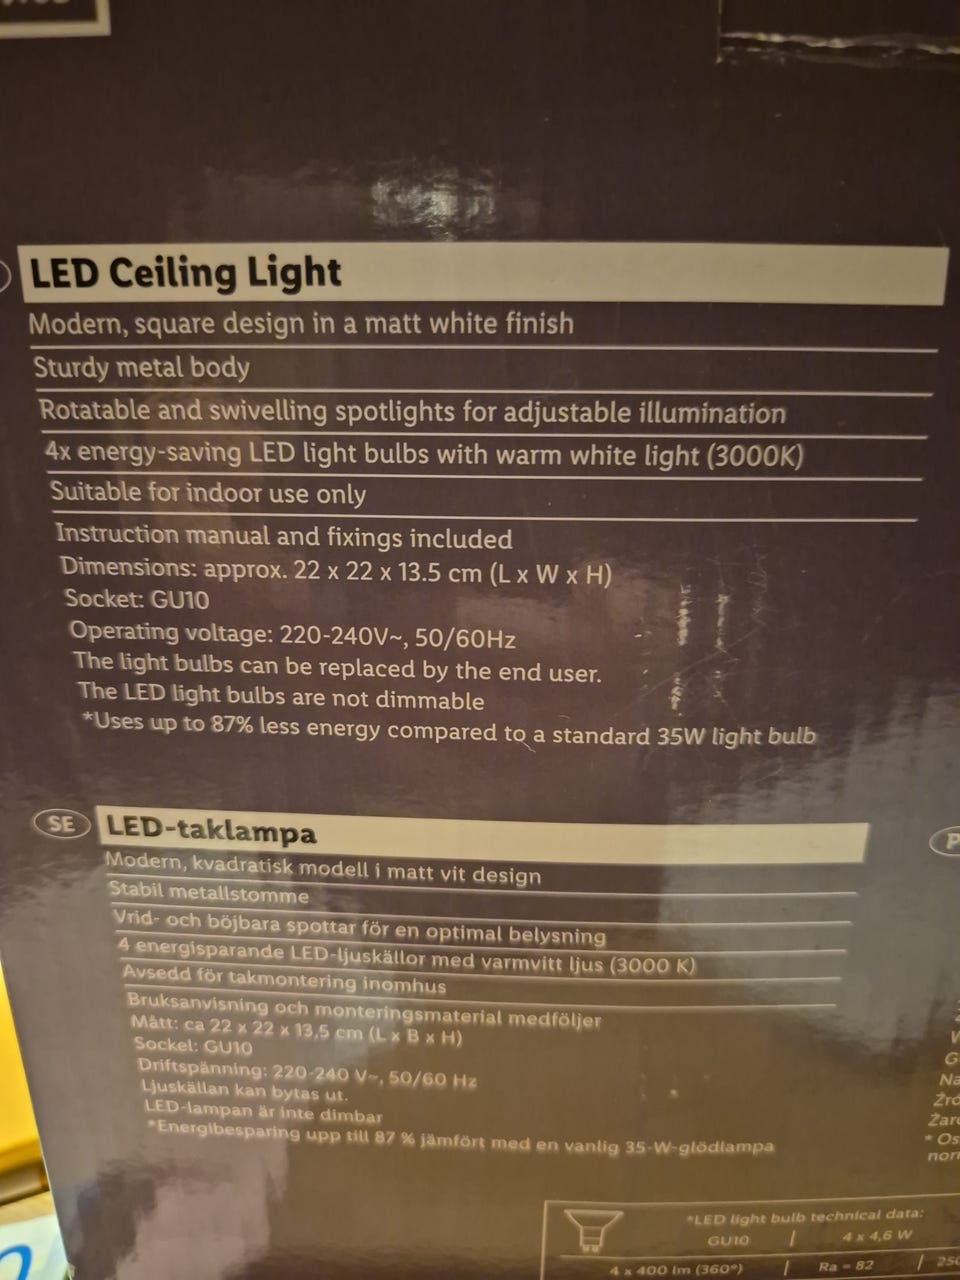 LED Ceiling Light
Modern, square design in a matt white finish
Sturdy metal body
Rotatable and swivelling spotlights for adjustable illumination
4x energy-saving LED light bulbs with warm white light (3000K)
Suitable for indoor use only
Instruction manual and fixings included
Dimensions: approx. 22 x 22 x 13.5 cm (L x W x H)
Socket: GU10
Operating voltage: 220-240V~, 50/60Hz
The light bulbs can be replaced by the end user.
The LED light bulbs are not dimmable
*Uses up to 87% less energy compared to a standard 35W light bulb
SE LED-taklampa
Modern, kvadratisk modell i matt vit design
Stabil metallstomme
Vrid- och böjbara spottar för en optimal belysning
4 energisparande LED-ljuskällor med varmvitt ljus (3000 K)
Avsedd för takmontering inomhus
Bruksanvisning och monteringsmaterial medföljer
Mått: ca 22 x 22 x 13,5 cm (L x B x H)
Sockel: GU10
Driftspänning: 220-240 V~, 50/60 Hz
Ljuskällan kan bytas ut.
LED-lampan är inte dimbar
*Energibesparing upp till 87 % jämfört med en vanlig 35-W-glödlampa
*LED light bulb technical data:
GU10 | 4 x 4,6 W
4 x 400 lm (360°) | Ra = 82 |